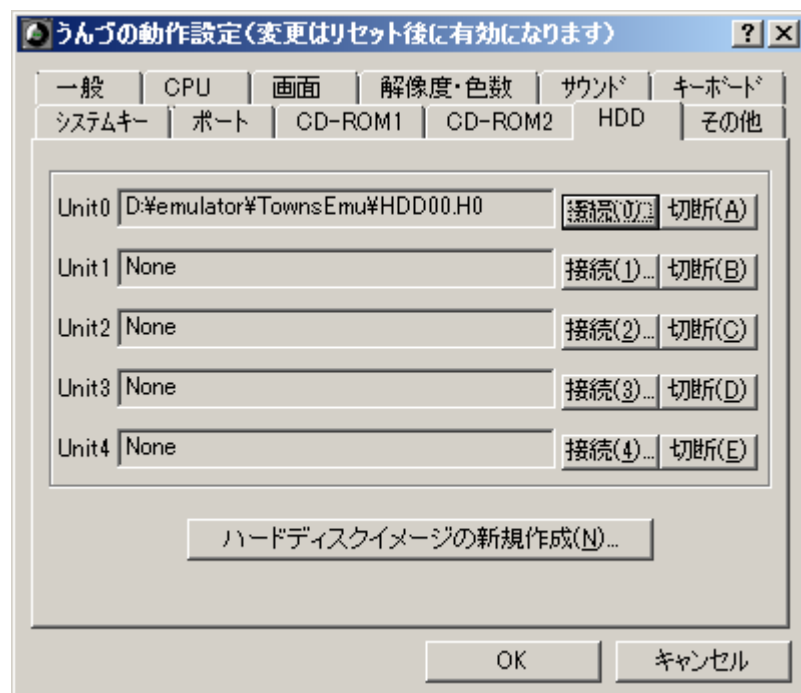 うんづの動作設定(変更はリセット後に有効になります)
一般 CPU 画面 解像度・色数 サウンド キーボード
システムキー ポート CD-ROM1 CD-ROM2 HDD その他
Unit0 D:¥emulator¥TownsEmu¥HDD00.H0 接続(0)... 切断(A)
Unit1 None 接続(1)... 切断(B)
Unit2 None 接続(2)... 切断(C)
Unit3 None 接続(3)... 切断(D)
Unit4 None 接続(4)... 切断(E)
ハードディスクイメージの新規作成(N)...
OK キャンセル